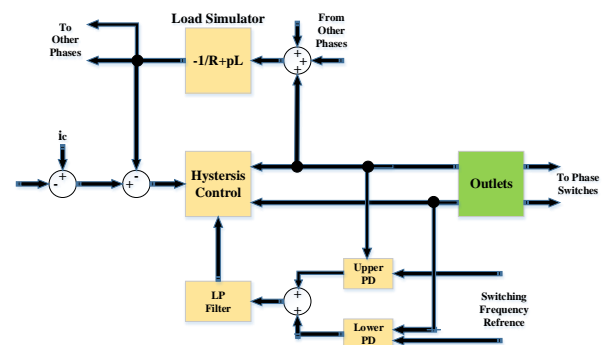 Load Simulator
From
Other
Phases
To
Other
Phases
-1/R+pL
+
+
+
ic
+
-
-
+
Hystersis
Control
Outlets
To Phase
Switches
Upper
PD
LP
Filter
+
+
Switching
Frequency
Refrence
Lower
PD